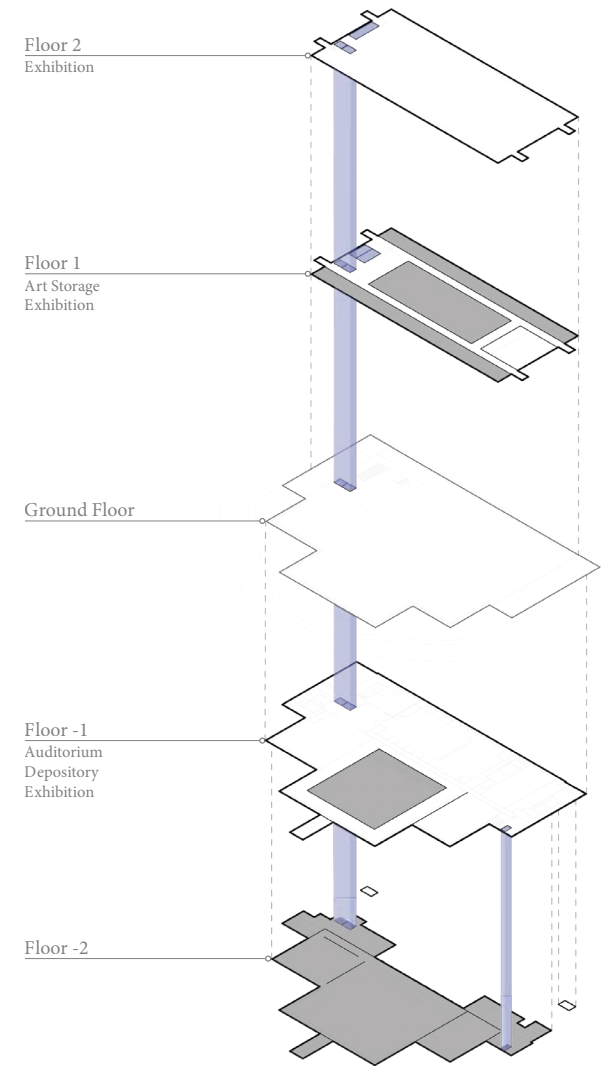 Floor 2
Exhibition
Floor 1
Art Storage
Exhibition
Ground Floor
Floor -1
Auditorium
Depository
Exhibition
Floor -2